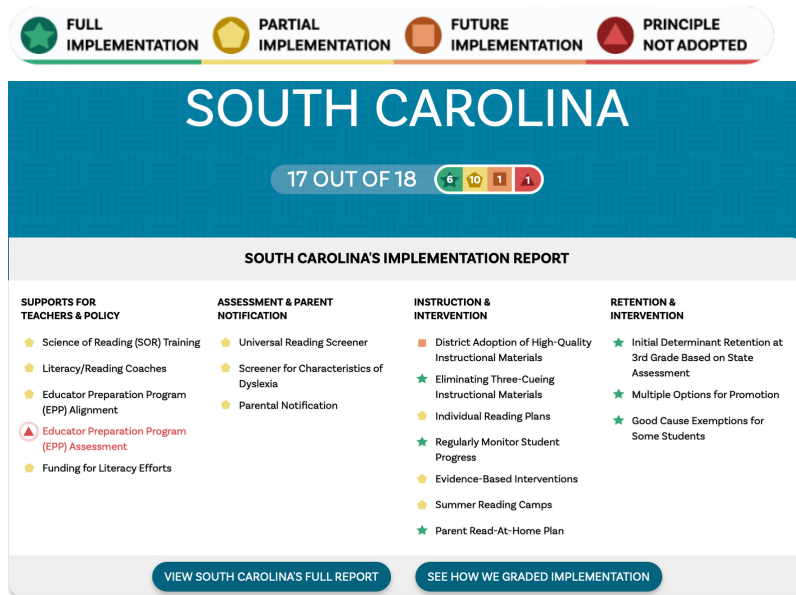 FULL
IMPLEMENTATION
PARTIAL
IMPLEMENTATION
FUTURE
IMPLEMENTATION
PRINCIPLE
NOT ADOPTED
SOUTH CAROLINA
17 OUT OF 18
6 10 1 1
SOUTH CAROLINA'S IMPLEMENTATION REPORT
SUPPORTS FOR
TEACHERS & POLICY
Science of Reading (SOR) Training
Literacy/Reading Coaches
Educator Preparation Program
(EPP) Alignment
Educator Preparation Program
(EPP) Assessment
Funding for Literacy Efforts
ASSESSMENT & PARENT
NOTIFICATION
Universal Reading Screener
Screener for Characteristics of
Dyslexia
Parental Notification
INSTRUCTION &
INTERVENTION
District Adoption of High-Quality
Instructional Materials
Eliminating Three-Cueing
Instructional Materials
Individual Reading Plans
Regularly Monitor Student
Progress
Evidence-Based Interventions
Summer Reading Camps
Parent Read-At-Home Plan
RETENTION &
INTERVENTION
Initial Determinant Retention at
3rd Grade Based on State
Assessment
Multiple Options for Promotion
Good Cause Exemptions for
Some Students
VIEW SOUTH CAROLINA'S FULL REPORT
SEE HOW WE GRADED IMPLEMENTATION